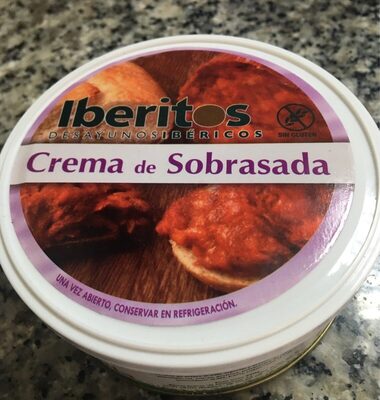 Iberitos
DESAYUNOS IBÉRICOS
SIN GLUTEN
Crema de Sobrasada
UNA VEZ ABIERTO, CONSERVAR EN REFRIGERACIÓN.